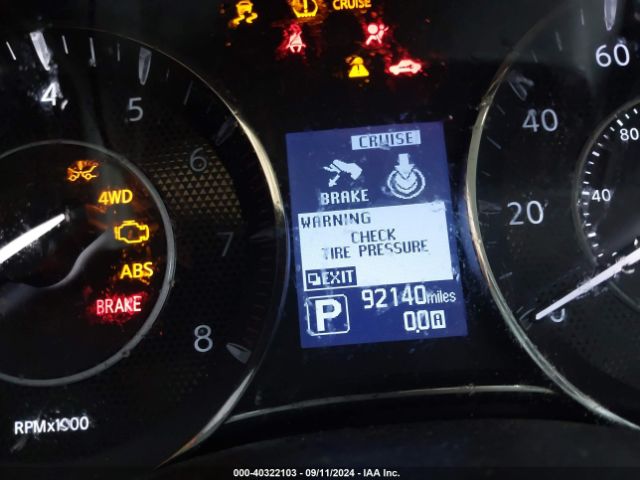 CRUISE
60
4
5
CRUISE
40
80
6
4WD
BRAKE
40
WARNING
CHECK
TIRE PRESSURE
20
7
ABS
EXIT
BRAKE
P
92140 miles
0.0 A
0
8
RPMx1000
000-40322103 - 09/11/2024 - IAA Inc.